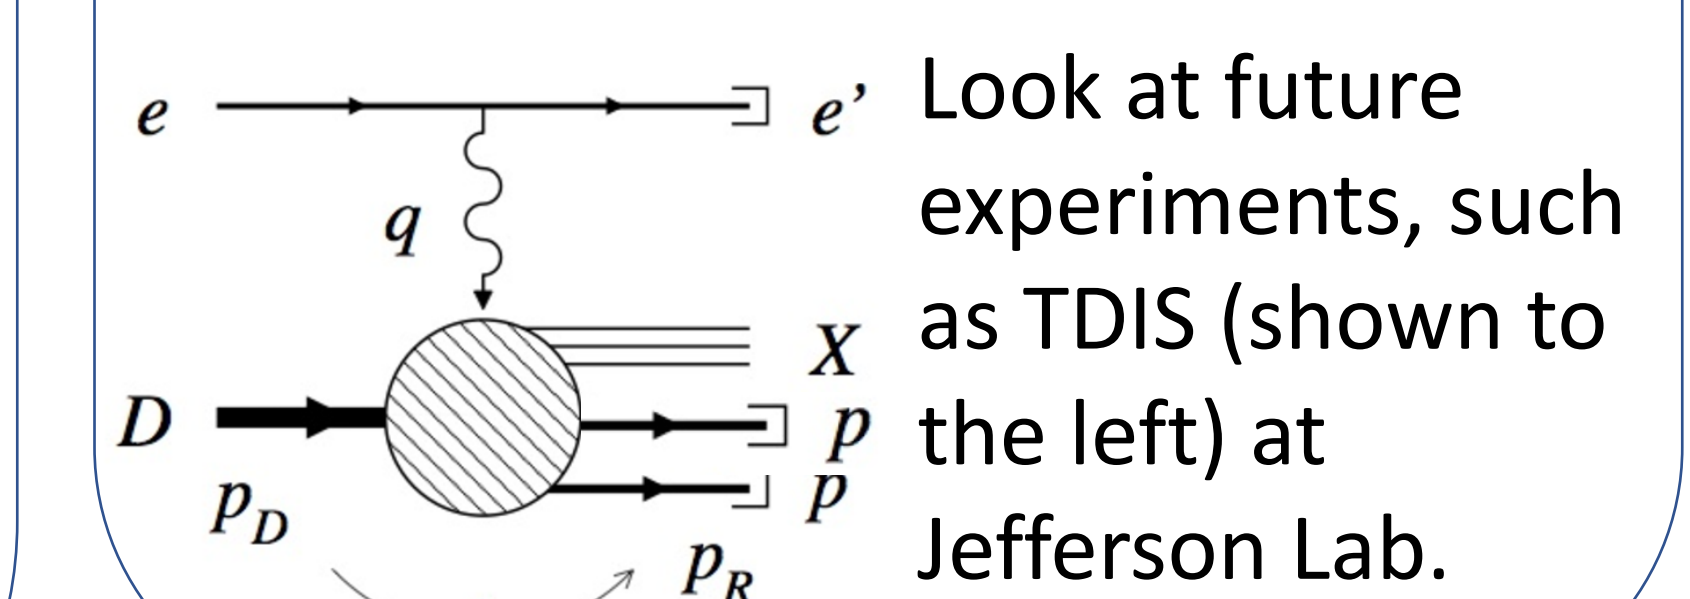 e e’
q
X
D p
p
p_D
p_R
Look at future
experiments, such
as TDIS (shown to
the left) at
Jefferson Lab.